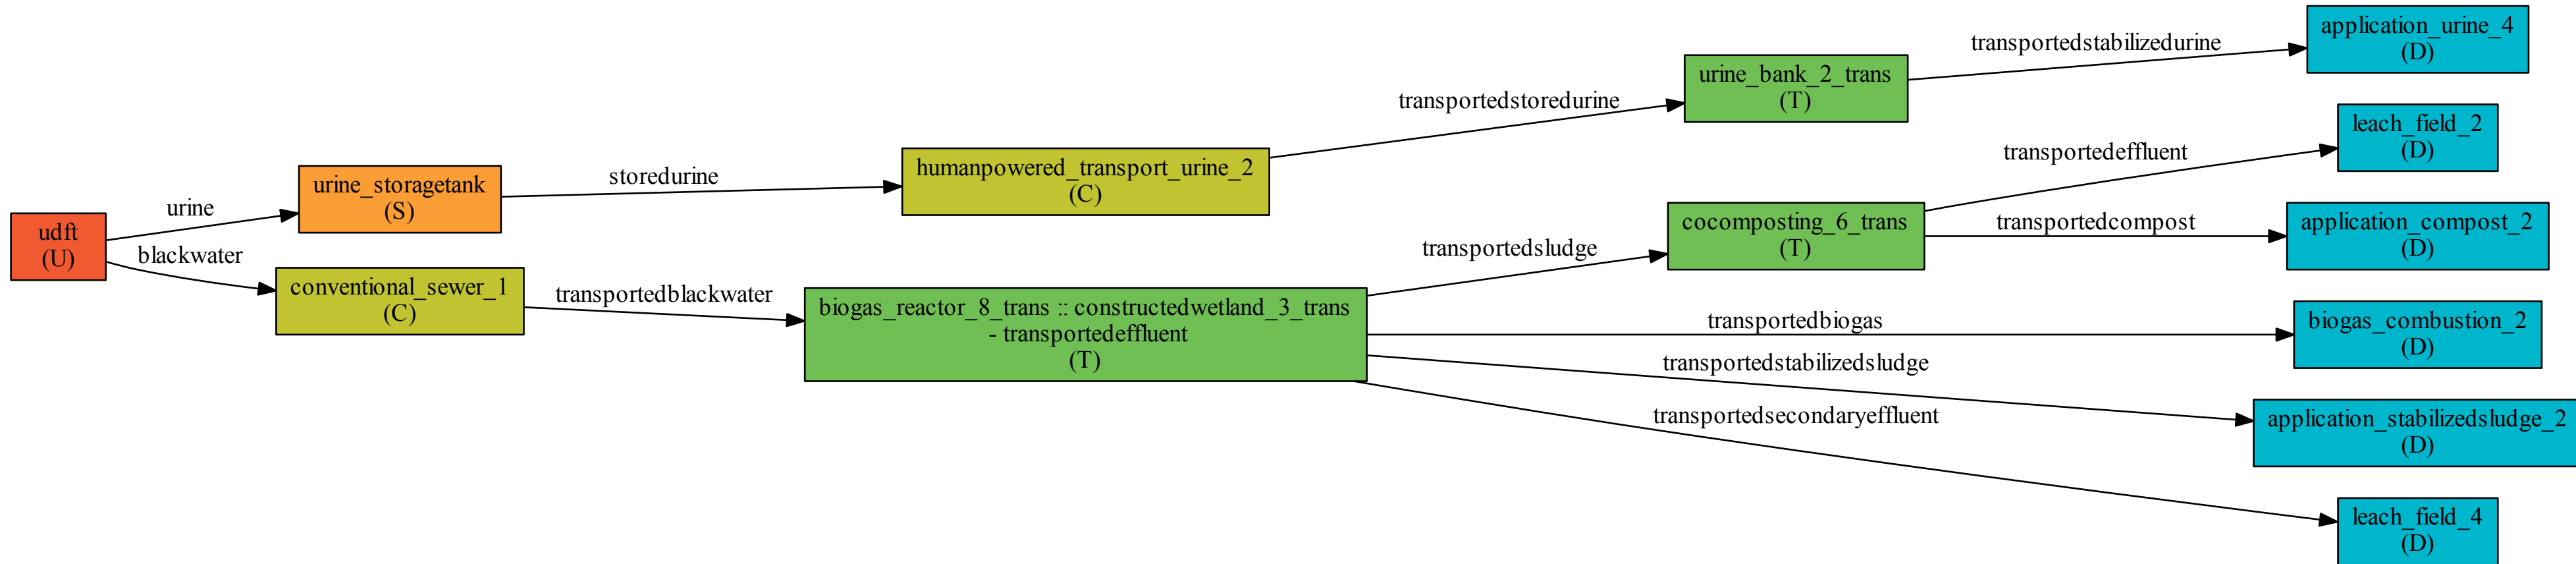 udft
(U)
urine
blackwater
urine_storagetank
(S)
conventional_sewer_1
(C)
storedurine
transportedblackwater
humanpowered_transport_urine_2
(C)
biogas_reactor_8_trans :: constructedwetland_3_trans
- transportedeffluent
(T)
transportedstoredurine
transportedsludge
transportedbiogas
transportedstabilizedsludge
transportedsecondaryeffluent
urine_bank_2_trans
(T)
cocomposting_6_trans
(T)
transportedstabilizedurine
transportedeffluent
transportedcompost
application_urine_4
(D)
leach_field_2
(D)
application_compost_2
(D)
biogas_combustion_2
(D)
application_stabilizedsludge_2
(D)
leach_field_4
(D)